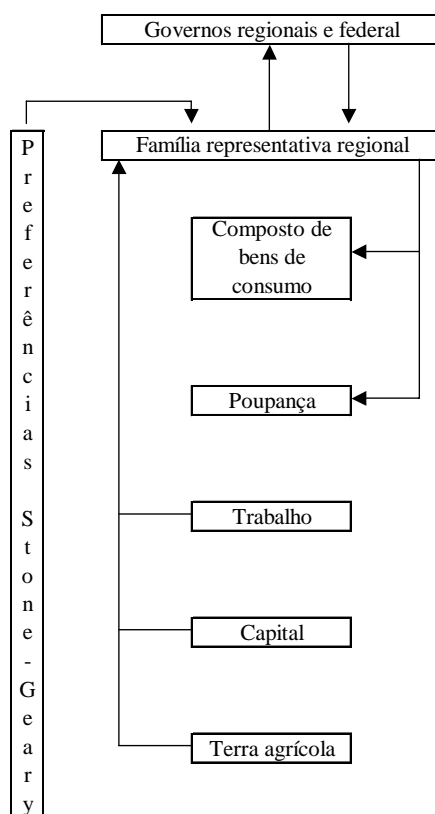 Governos regionais e federal
Família representativa regional
Preferências Stone-Geary
Composto de
bens de
consumo
Poupança
Trabalho
Capital
Terra agrícola